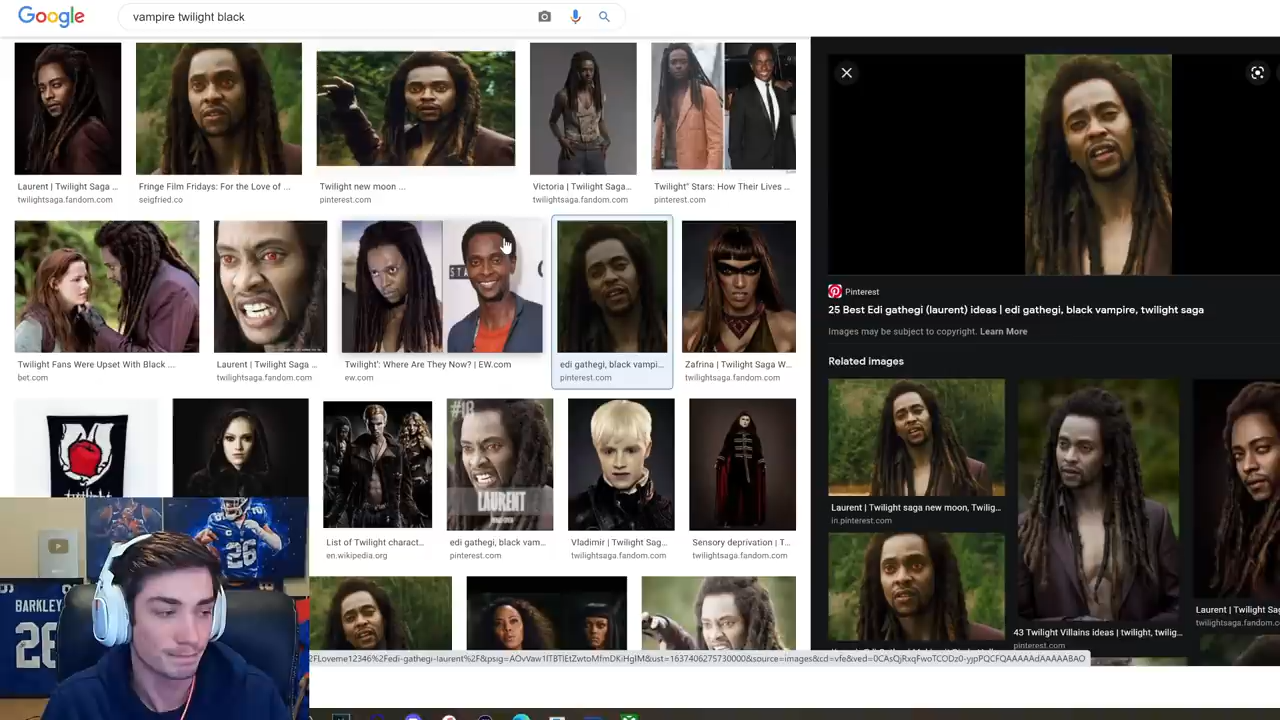 Google
vampire twilight black
Laurent | Twilight Saga ...
twilightsaga.fandom.com
Fringe Film Fridays: For the Love of ...
seigfried.co
Twilight new moon ...
pinterest.com
Victoria | Twilight Saga...
twilightsaga.fandom.com
Twilight" Stars: How Their Lives ...
pinterest.com
Twilight Fans Were Upset With Black ...
bet.com
Laurent | Twilight Saga ...
twilightsaga.fandom.com
Twilight': Where Are They Now? | EW.com
ew.com
edi gathegi, black vampi...
pinterest.com
Zafrina | Twilight Saga W...
twilightsaga.fandom.com
List of Twilight charact...
en.wikipedia.org
#18
LAURENT
edi gathegi, black vam...
pinterest.com
Vladimir | Twilight Sag...
twilightsaga.fandom.com
Sensory deprivation | T...
twilightsaga.fandom.com
Pinterest
25 Best Edi gathegi (laurent) ideas | edi gathegi, black vampire, twilight saga
Images may be subject to copyright. Learn More
Related images
Laurent | Twilight saga new moon, Twilig...
in.pinterest.com
43 Twilight Villains ideas | twilight, twilig...
Laurent | Twilight Sa
twilightsaga.fandom.c
BARKLEY
26
26